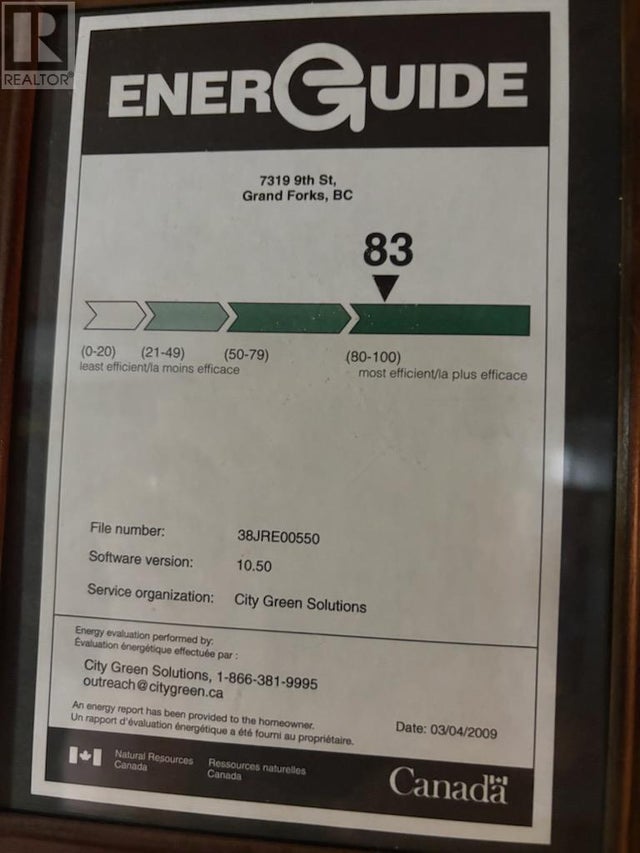 R
REALTOR®
ENERGUIDE
7319 9th St,
Grand Forks, BC
83
(0-20) (21-49) (50-79) (80-100)
least efficient/la moins efficace most efficient/la plus efficace
File number: 38JRE00550
Software version: 10.50
Service organization: City Green Solutions
Energy evaluation performed by:
Évaluation énergétique effectuée par :
City Green Solutions, 1-866-381-9995
outreach@citygreen.ca
An energy report has been provided to the homeowner.
Un rapport d'évaluation énergétique a été fourni au propriétaire.
Date: 03/04/2009
Natural Resources Ressources naturelles
Canada Canada
Canada